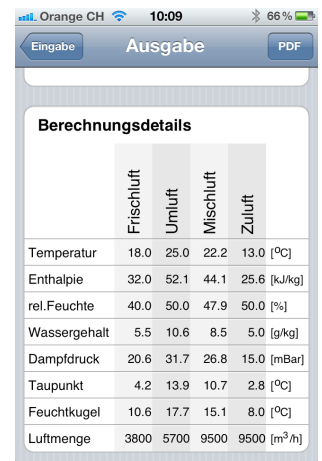 Orange CH 10:09 66%
Eingabe Ausgabe PDF
Berechnungsdetails
Frischluft Umluft Mischluft Zuluft
Temperatur 18.0 25.0 22.2 13.0 [°C]
Enthalpie 32.0 52.1 44.1 25.6 [kJ/kg]
rel.Feuchte 40.0 50.0 47.9 50.0 [%]
Wassergehalt 5.5 10.6 8.5 5.0 [g/kg]
Dampfdruck 20.6 31.7 26.8 15.0 [mBar]
Taupunkt 4.2 13.9 10.7 2.8 [°C]
Feuchtkugel 10.6 17.7 15.1 8.0 [°C]
Luftmenge 3800 5700 9500 9500 [m³/h]